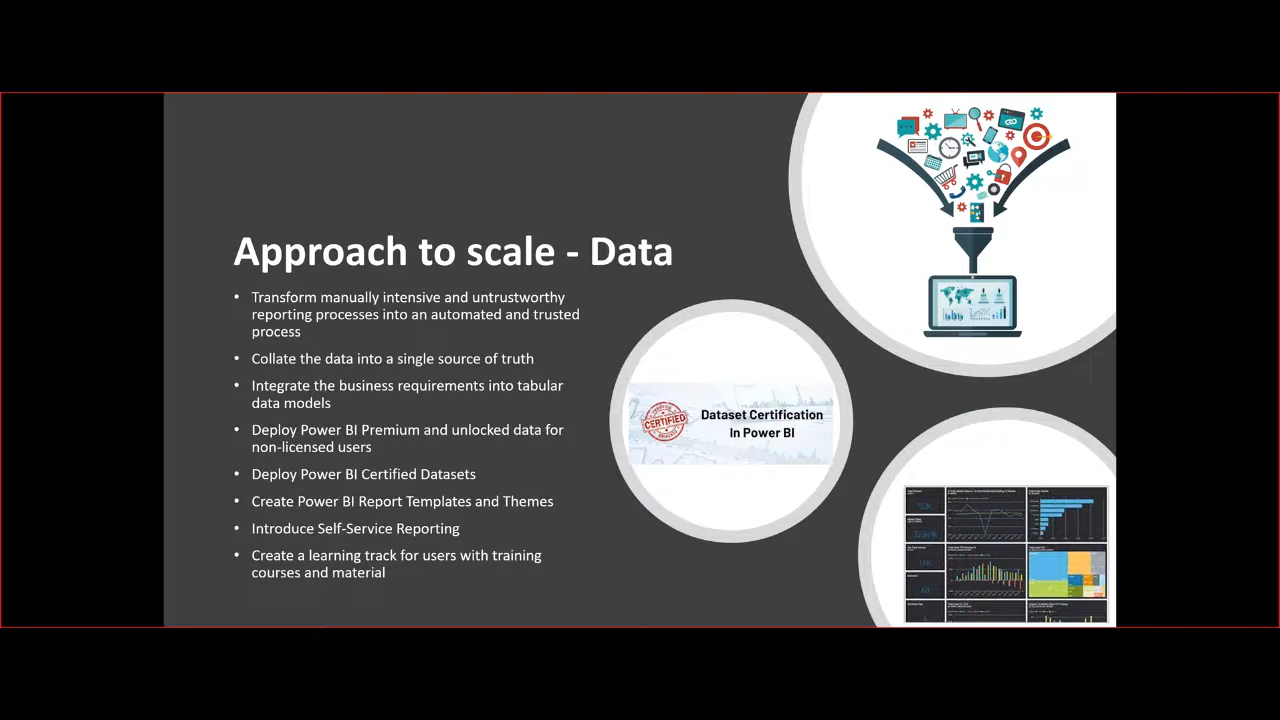 Approach to scale - Data
• Transform manually intensive and untrustworthy
reporting processes into an automated and trusted
process
• Collate the data into a single source of truth
• Integrate the business requirements into tabular
data models
• Deploy Power BI Premium and unlocked data for
non-licensed users
• Deploy Power BI Certified Datasets
• Create Power BI Report Templates and Themes
• Introduce Self-Service Reporting
• Create a learning track for users with training
courses and material
CERTIFIED
Dataset Certification
In Power BI